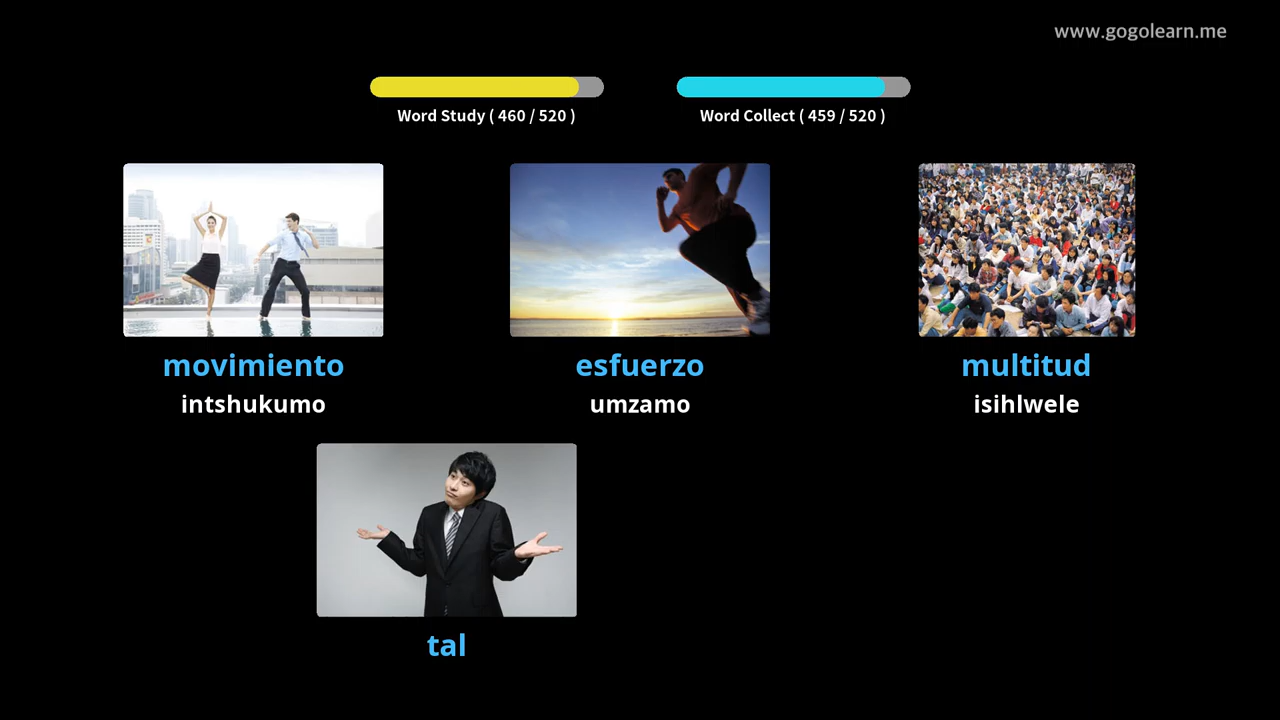 www.gogolearn.me
Word Study ( 460 / 520 )
Word Collect ( 459 / 520 )
movimiento
intshukumo
esfuerzo
umzamo
multitud
isihlwele
tal